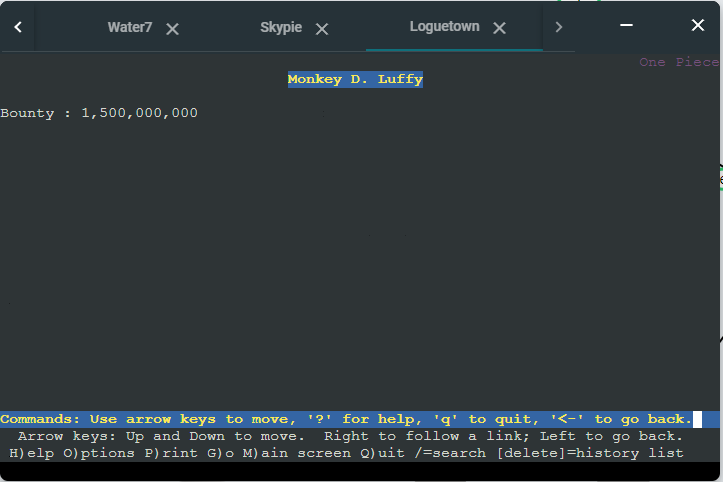 Water7 Skypie Loguetown
One Piece
Monkey D. Luffy
Bounty : 1,500,000,000
Commands: Use arrow keys to move, '?' for help, 'q' to quit, '<-' to go back.
Arrow keys: Up and Down to move.  Right to follow a link; Left to go back.
H)elp O)ptions P)rint G)o M)ain screen Q)uit /=search [delete]=history list